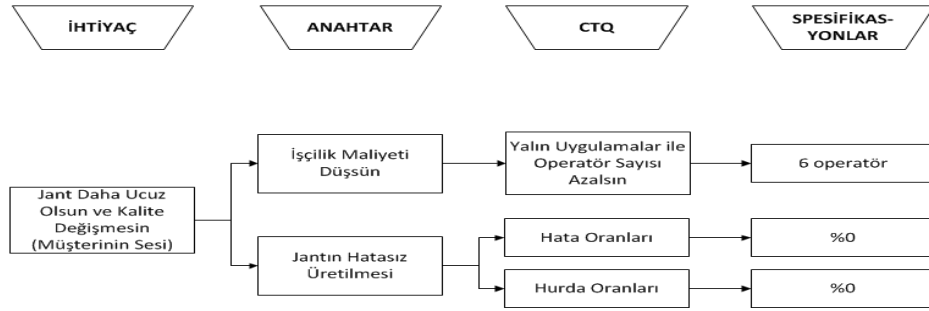 İHTİYAÇ
ANAHTAR
CTQ
SPESİFİKAS-
YONLAR
İşçilik Maliyeti
Düşsün
Yalın Uygulamalar ile
Operatör Sayısı
Azalsın
6 operatör
Jant Daha Ucuz
Olsun ve Kalite
Değişmesin
(Müşterinin Sesi)
Jantın Hatasız
Üretilmesi
Hata Oranları
%0
Hurda Oranları
%0